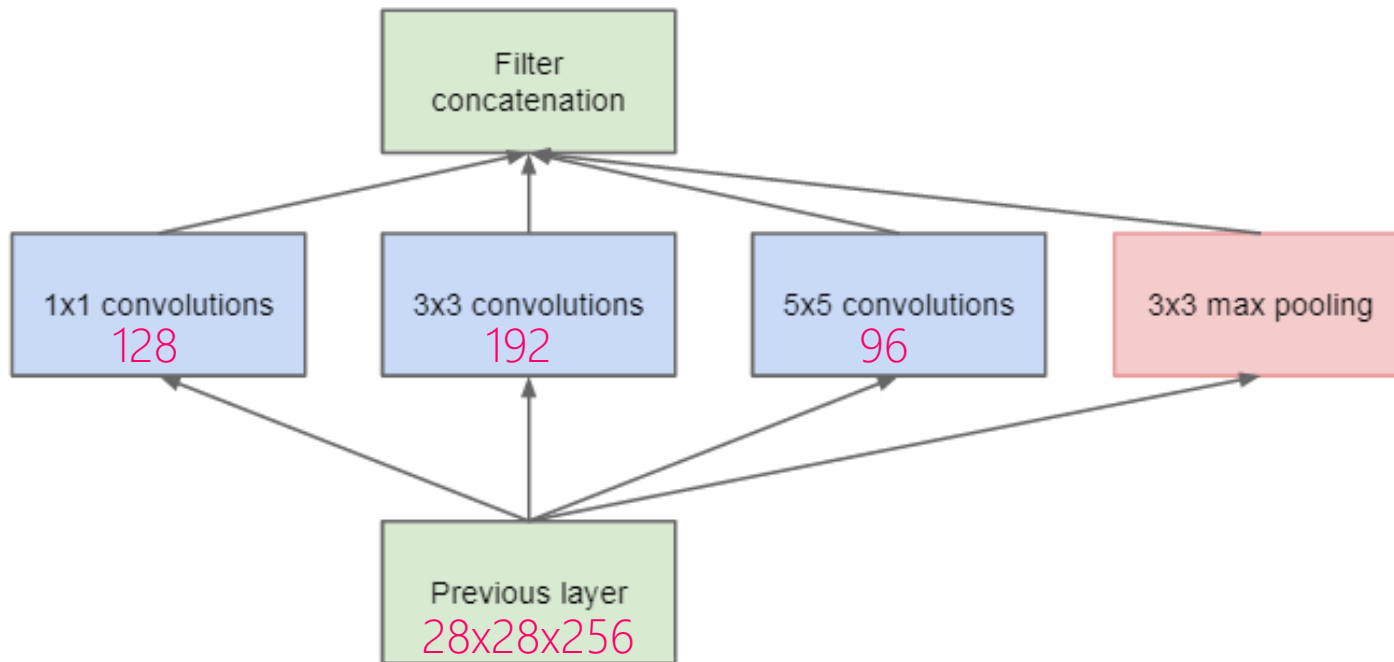 Filter
concatenation
1x1 convolutions
128
3x3 convolutions
192
5x5 convolutions
96
3x3 max pooling
Previous layer
28x28x256